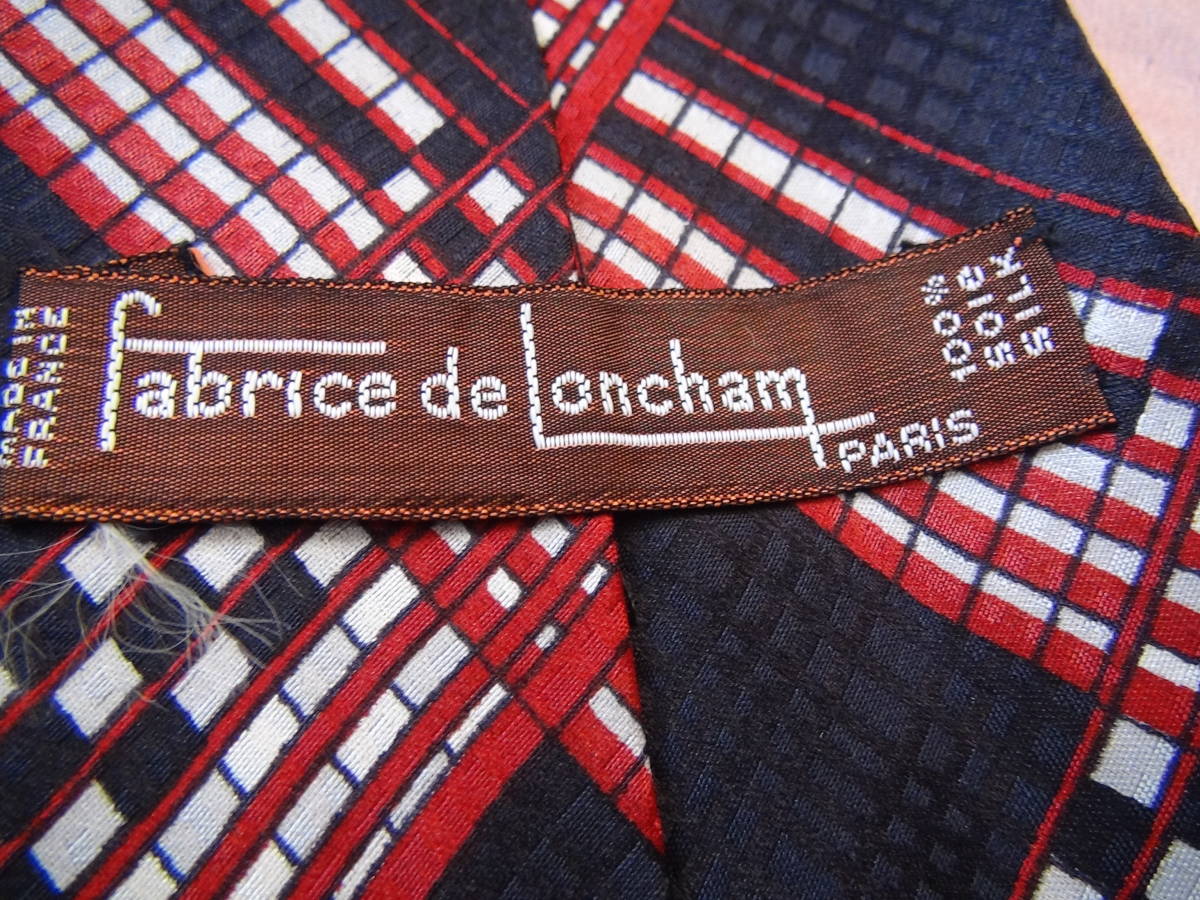 MADE IN
FRANCE
fabrice de Loncham
PARIS
100%
SOIE
SILK